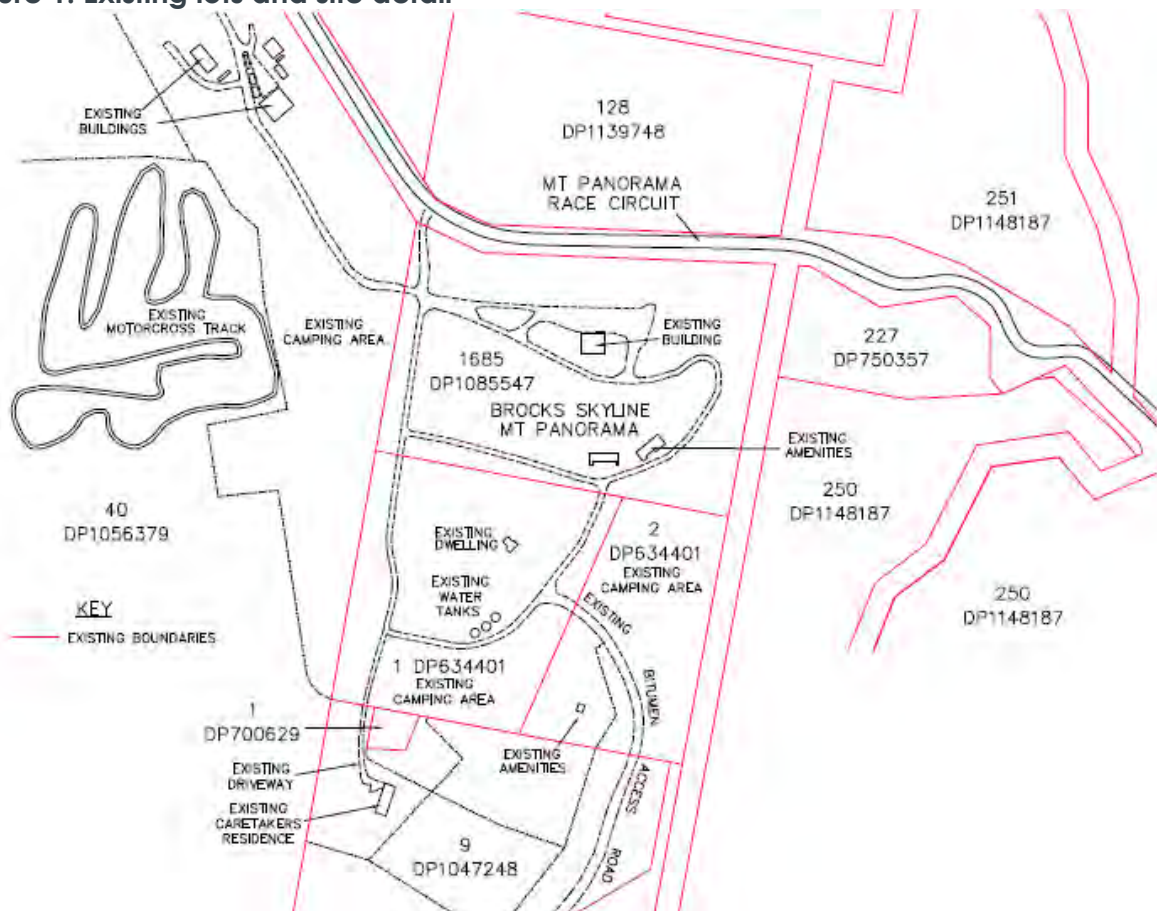 EXISTING
BUILDINGS
128
DP1139748
MT PANORAMA
RACE CIRCUIT
251
DP1148187
EXISTING
MOTORCROSS TRACK
EXISTING
CAMPING AREA
EXISTING
BUILDING
227
DP750357
1685
DP1085547
BROCKS SKYLINE
MT PANORAMA
EXISTING
AMENITIES
250
DP1148187
40
DP1056379
EXISTING
DWELLING
2
DP634401
EXISTING
CAMPING AREA
EXISTING
WATER
TANKS
250
DP1148187
KEY
EXISTING BOUNDARIES
EXISTING
BITUMEN
ACCESS
ROAD
1 DP634401
EXISTING
CAMPING AREA
1
DP700629
EXISTING
DRIVEWAY
EXISTING
AMENITIES
EXISTING
CARETAKERS
RESIDENCE
9
DP1047248